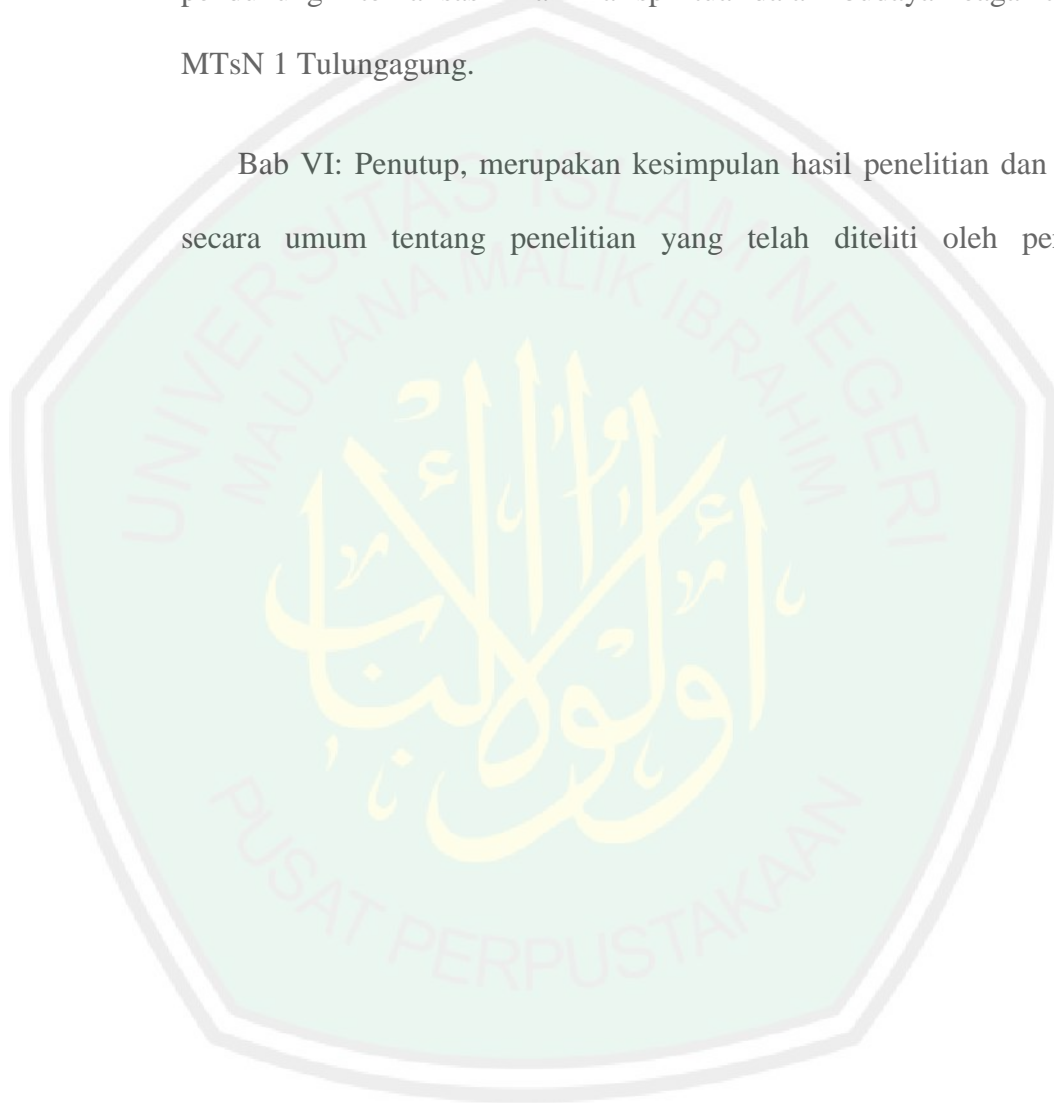 MTsN 1 Tulungagung.
Bab VI: Penutup, merupakan kesimpulan hasil penelitian dan
secara umum tentang penelitian yang telah diteliti oleh
UNIVERSITAS ISLAM NEGERI
MAULANA MALIK IBRAHIM
أولوا الألباب
PUSAT PERPUSTAKAAN